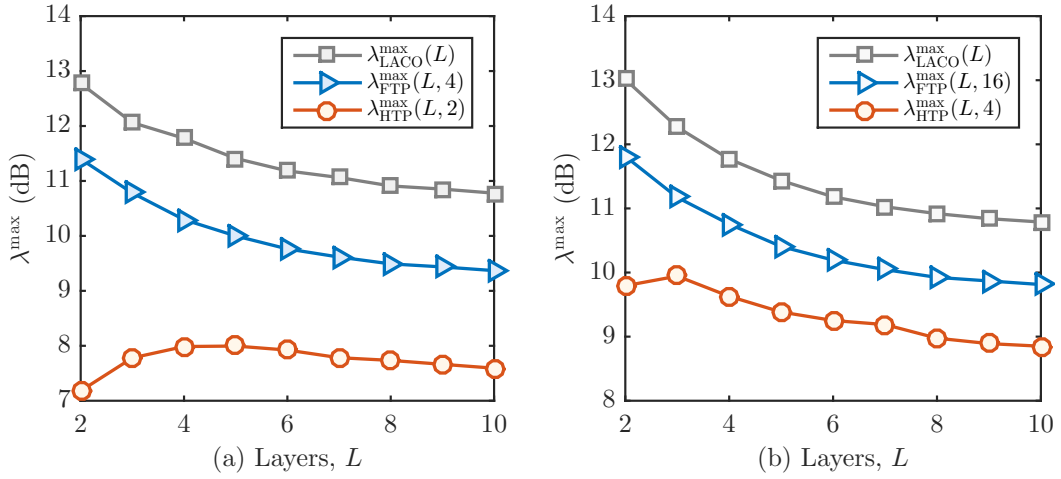 14
13
12
11
10
9
8
7
λ^max (dB)
2
4
6
8
10
(a) Layers, L
λ^max_LACO(L)
λ^max_FTP(L, 4)
λ^max_HTP(L, 2)
14
13
12
11
10
9
8
λ^max (dB)
2
4
6
8
10
(b) Layers, L
λ^max_LACO(L)
λ^max_FTP(L, 16)
λ^max_HTP(L, 4)